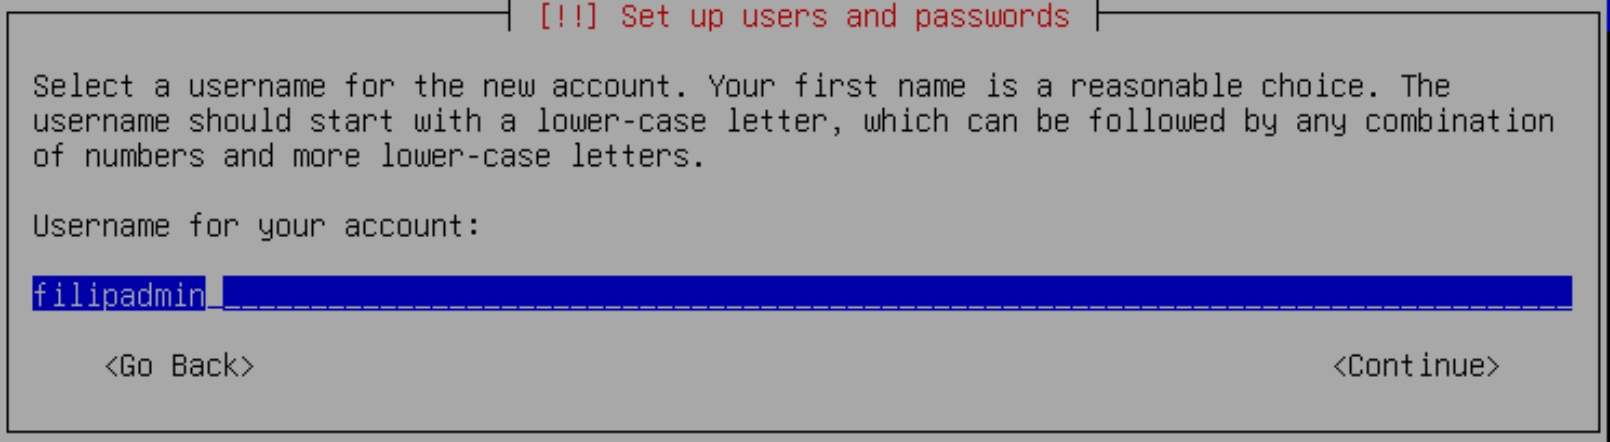 [!!] Set up users and passwords
Select a username for the new account. Your first name is a reasonable choice. The
username should start with a lower-case letter, which can be followed by any combination
of numbers and more lower-case letters.
Username for your account:
filipadmin
<Go Back>
<Continue>